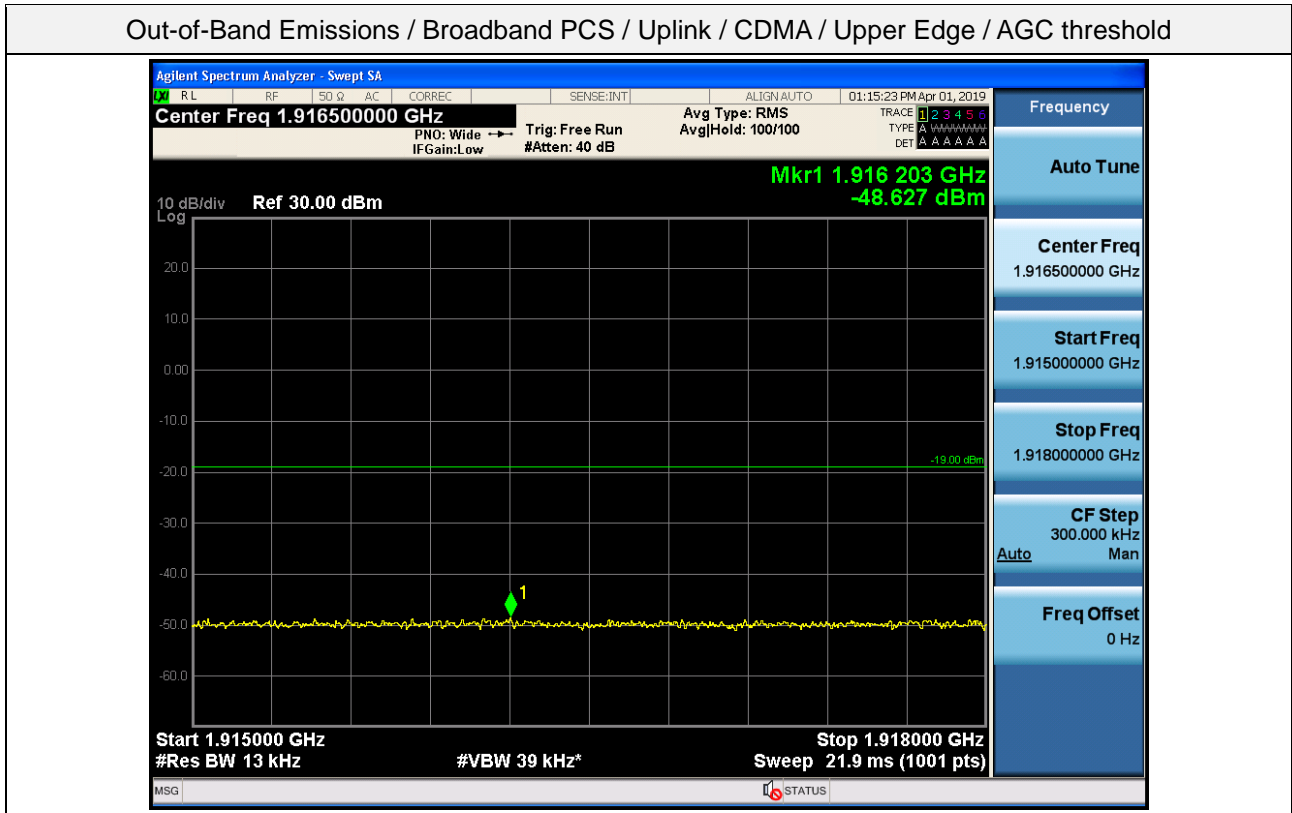 Out-of-Band Emissions / Broadband PCS / Uplink / CDMA / Upper Edge / AGC threshold
Agilent Spectrum Analyzer - Swept SA
LXI RL RF 50 Ω AC CORREC SENSE:INT ALIGN AUTO 01:15:23 PM Apr 01, 2019
Center Freq 1.916500000 GHz
PNO: Wide
IFGain:Low
Trig: Free Run
#Atten: 40 dB
Avg Type: RMS
Avg|Hold: 100/100
TRACE 1 2 3 4 5 6
TYPE A WWWWW
DET A A A A A A
Mkr1 1.916 203 GHz
-48.627 dBm
10 dB/div Ref 30.00 dBm
Log
20.0
10.0
0.00
-10.0
-19.00 dBm
-20.0
-30.0
-40.0
1
-50.0
-60.0
Start 1.915000 GHz
Stop 1.918000 GHz
#Res BW 13 kHz
#VBW 39 kHz*
Sweep 21.9 ms (1001 pts)
MSG
STATUS
Frequency
Auto Tune
Center Freq
1.916500000 GHz
Start Freq
1.915000000 GHz
Stop Freq
1.918000000 GHz
CF Step
300.000 kHz
Auto Man
Freq Offset
0 Hz